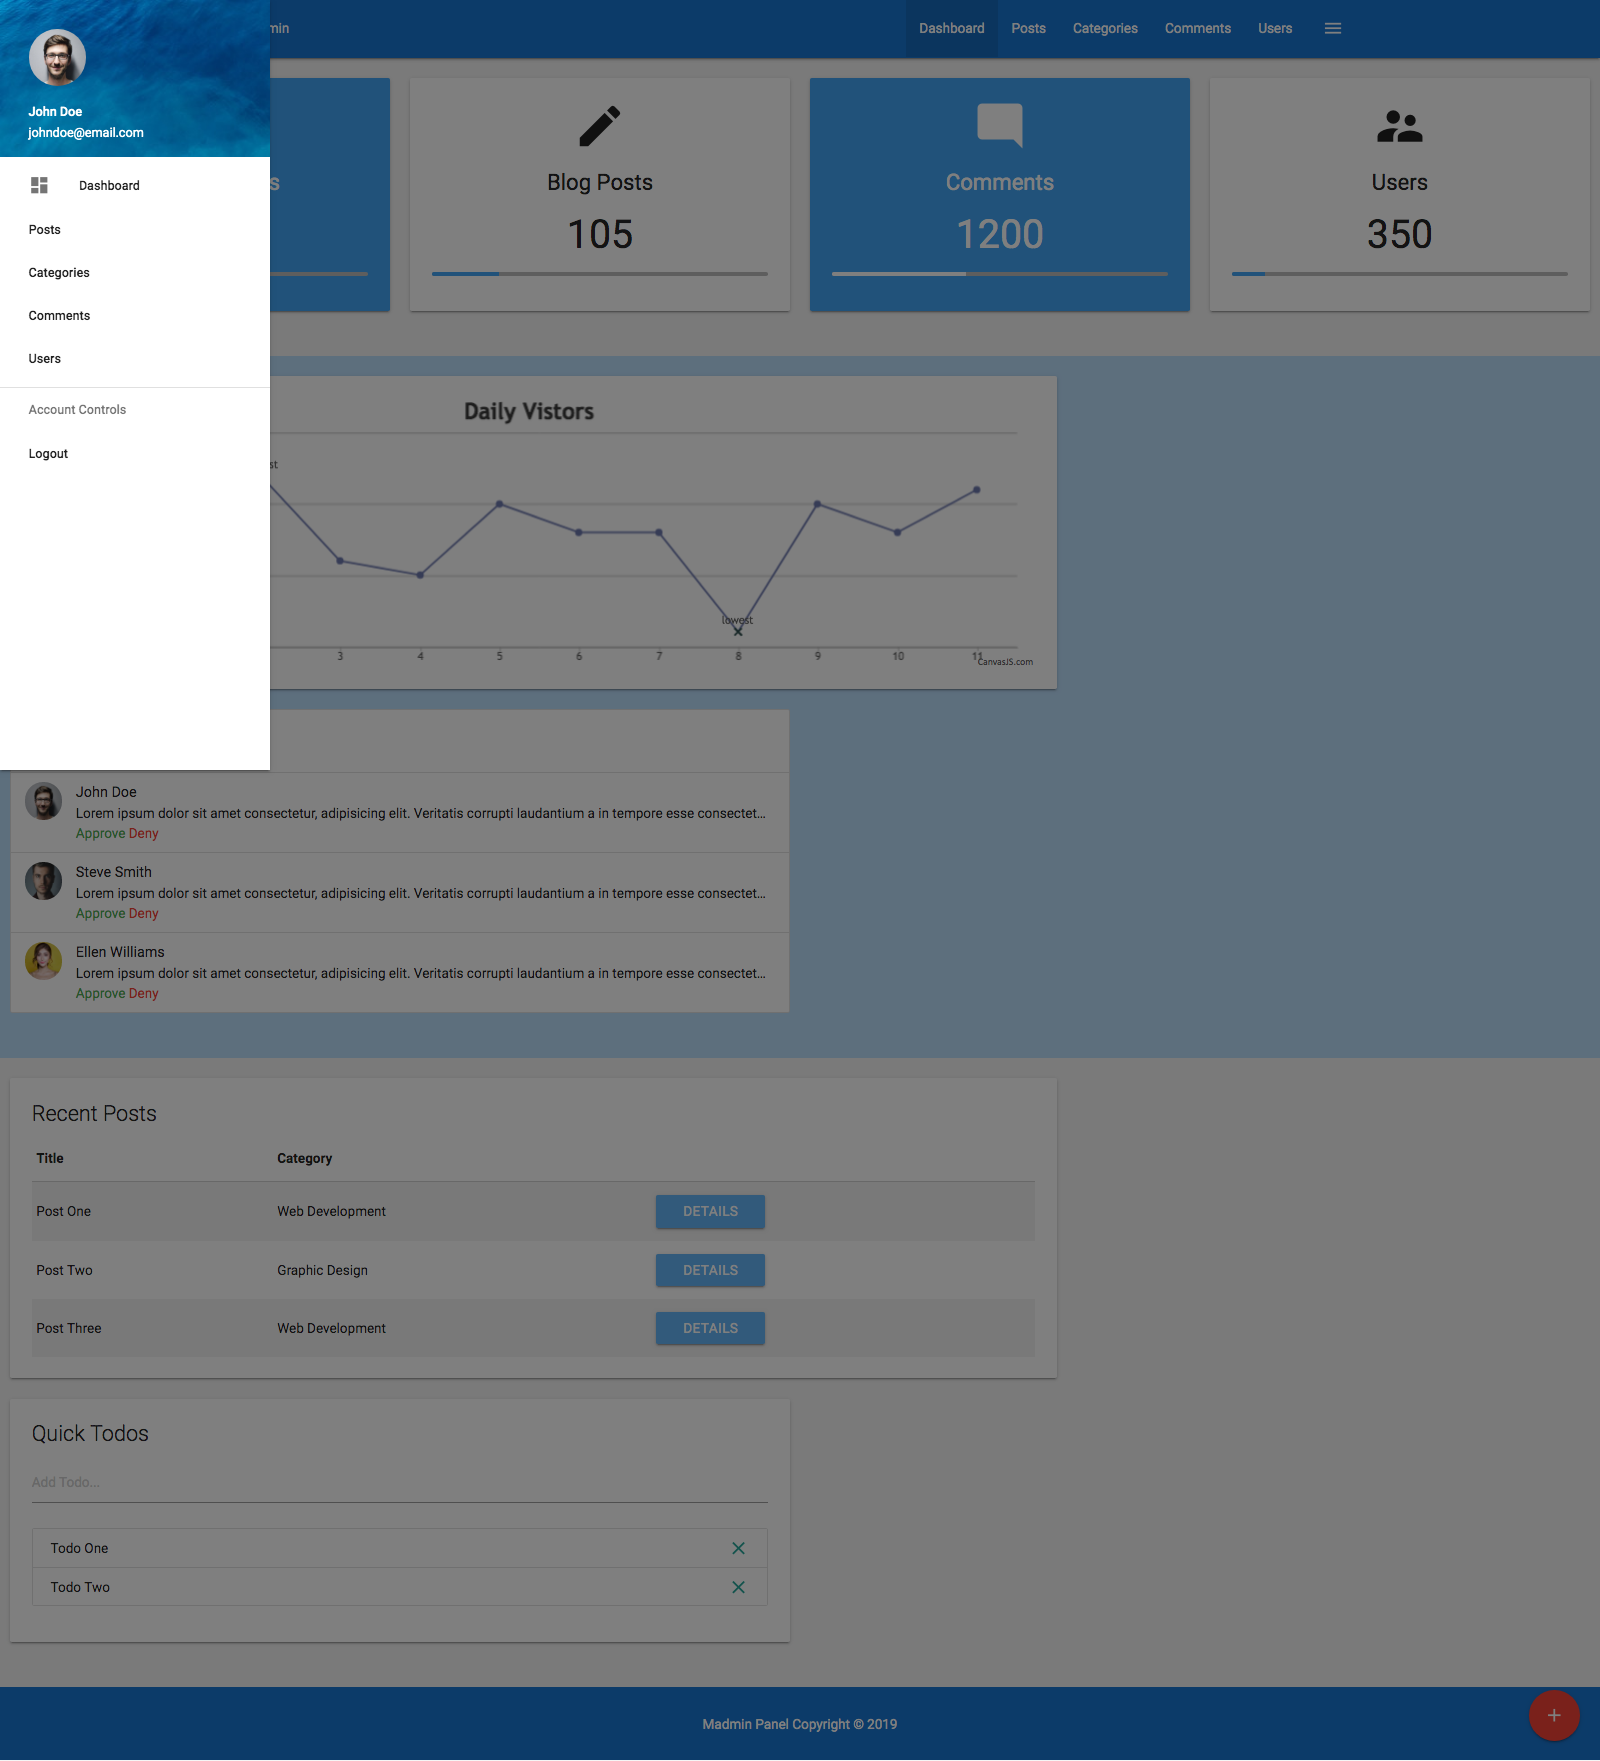 John Doe
johndoe@email.com
Dashboard
Posts
Categories
Comments
Users
Account Controls
Logout
Dashboard Posts Categories Comments Users
Blog Posts
105
Comments
1200
Users
350
Daily Vistors
lowest
3 4 5 6 7 8 9 10 11
CanvasJS.com
John Doe
Lorem ipsum dolor sit amet consectetur, adipisicing elit. Veritatis corrupti laudantium a in tempore esse consectet...
Approve Deny
Steve Smith
Lorem ipsum dolor sit amet consectetur, adipisicing elit. Veritatis corrupti laudantium a in tempore esse consectet...
Approve Deny
Ellen Williams
Lorem ipsum dolor sit amet consectetur, adipisicing elit. Veritatis corrupti laudantium a in tempore esse consectet...
Approve Deny
Recent Posts
Title Category
Post One Web Development DETAILS
Post Two Graphic Design DETAILS
Post Three Web Development DETAILS
Quick Todos
Add Todo...
Todo One
Todo Two
Madmin Panel Copyright © 2019